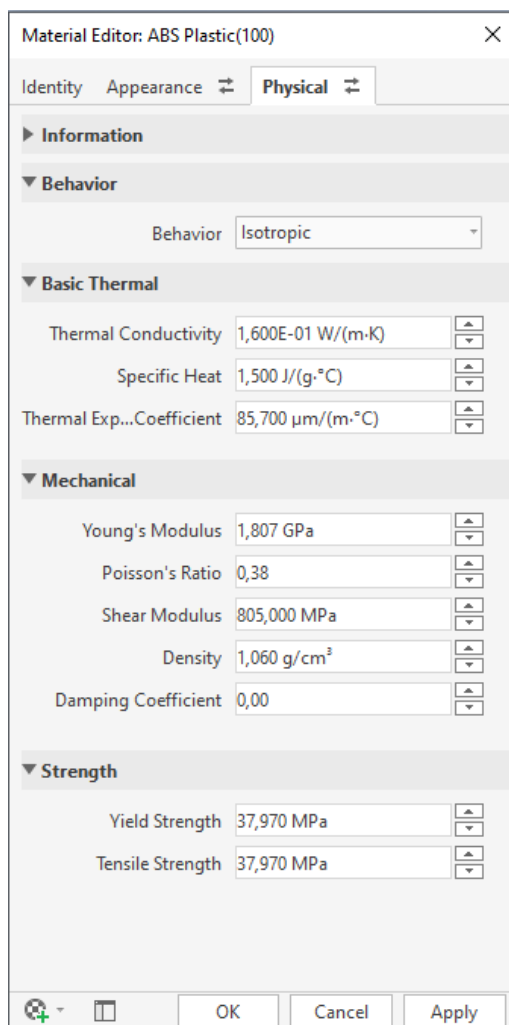 Material Editor: ABS Plastic(100)
Identity Appearance Physical
Information
Behavior
Behavior Isotropic
Basic Thermal
Thermal Conductivity 1,600E-01 W/(m·K)
Specific Heat 1,500 J/(g·°C)
Thermal Exp...Coefficient 85,700 µm/(m·°C)
Mechanical
Young's Modulus 1,807 GPa
Poisson's Ratio 0,38
Shear Modulus 805,000 MPa
Density 1,060 g/cm³
Damping Coefficient 0,00
Strength
Yield Strength 37,970 MPa
Tensile Strength 37,970 MPa
OK Cancel Apply